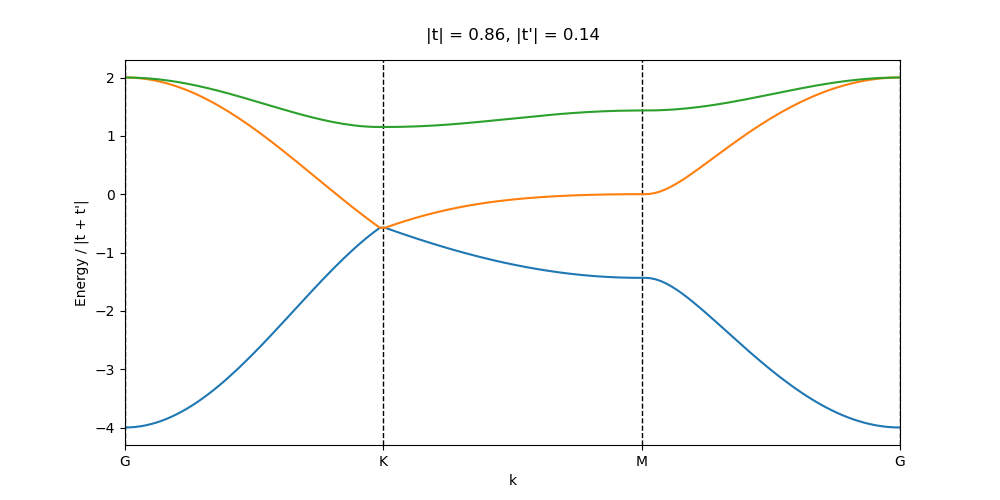 |t| = 0.86, |t'| = 0.14
Energy / |t + t'|
2
1
0
−1
−2
−3
−4
G
K
M
G
k